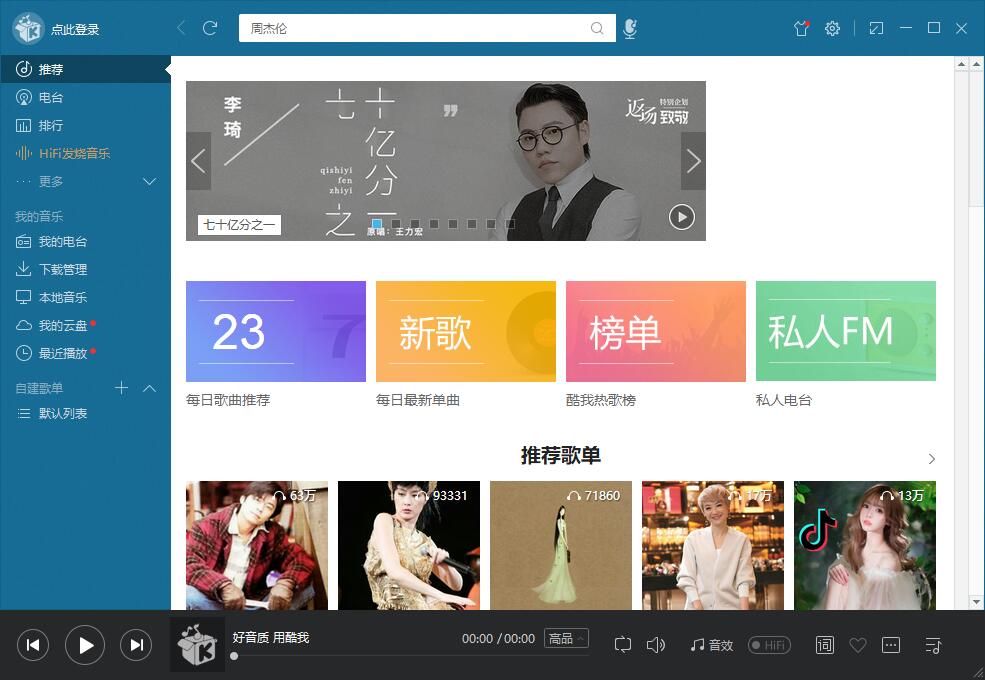 点此登录
周杰伦
推荐
电台
排行
HiFi发烧音乐
更多
我的音乐
我的电台
下载管理
本地音乐
我的云盘
最近播放
自建歌单
默认列表
李琦
七十亿分之一
qishiyi
fen
zhiyi
返场 特别企划 致敬
原唱：王力宏
七十亿分之一
23
7
新歌
榜单
私人FM
每日歌曲推荐
每日最新单曲
酷我热歌榜
私人电台
推荐歌单
63万
93331
71860
17万
13万
K
好音质 用酷我
00:00 / 00:00
高品
音效
HiFi
词